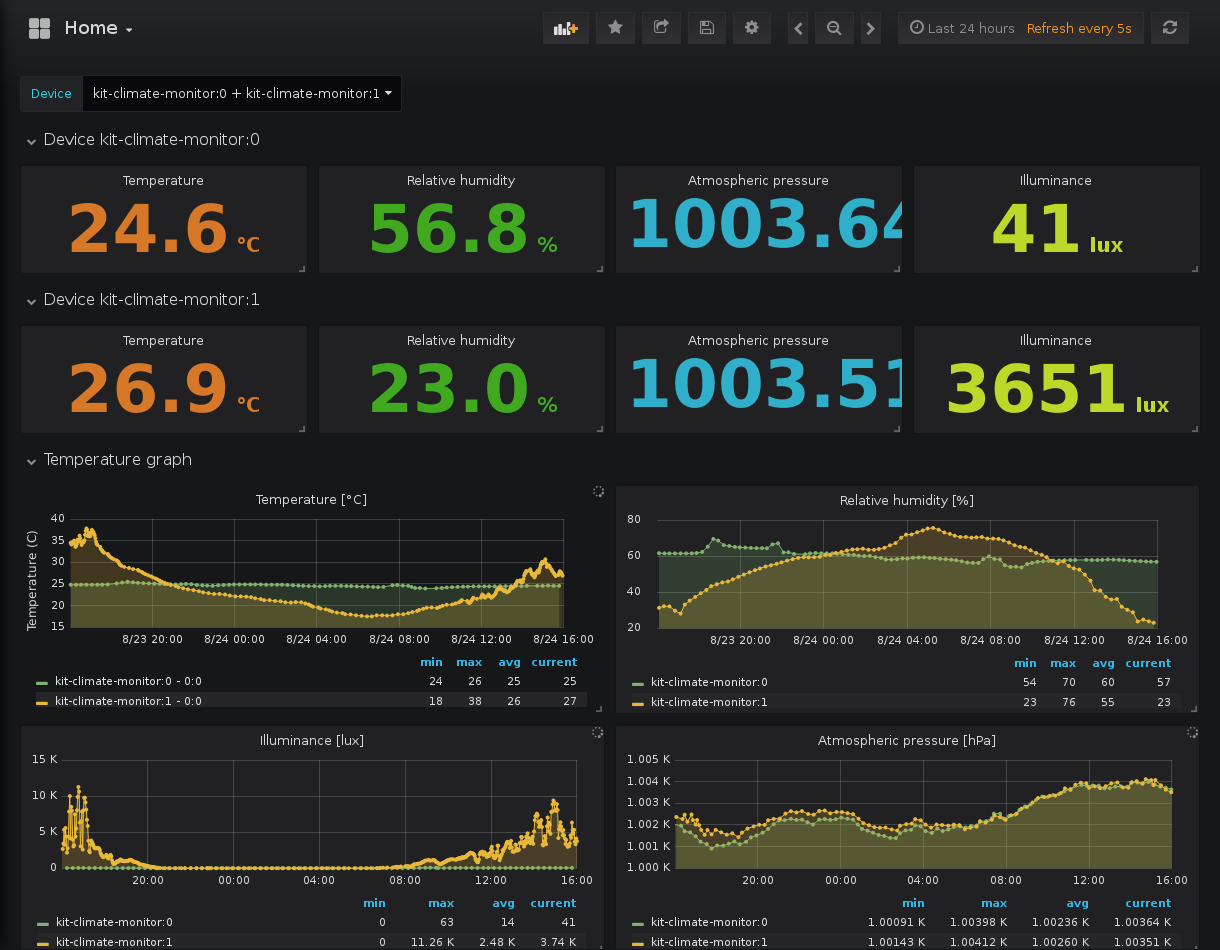 Home
Last 24 hours Refresh every 5s
Device kit-climate-monitor:0 + kit-climate-monitor:1
Device kit-climate-monitor:0
Temperature Relative humidity Atmospheric pressure Illuminance
24.6 °C 56.8 % 1003.64 41 lux
Device kit-climate-monitor:1
Temperature Relative humidity Atmospheric pressure Illuminance
26.9 °C 23.0 % 1003.51 3651 lux
Temperature graph
Temperature [°C]
Temperature (C)
40
35
30
25
20
15
8/23 20:00 8/24 00:00 8/24 04:00 8/24 08:00 8/24 12:00 8/24 16:00
min max avg current
kit-climate-monitor:0 - 0:0 24 26 25 25
kit-climate-monitor:1 - 0:0 18 38 26 27
Relative humidity [%]
80
60
40
20
8/23 20:00 8/24 00:00 8/24 04:00 8/24 08:00 8/24 12:00 8/24 16:00
min max avg current
kit-climate-monitor:0 54 70 60 57
kit-climate-monitor:1 23 76 55 23
Illuminance [lux]
15 K
10 K
5 K
0
20:00 00:00 04:00 08:00 12:00 16:00
min max avg current
kit-climate-monitor:0 0 63 14 41
kit-climate-monitor:1 0 11.26 K 2.48 K 3.74 K
Atmospheric pressure [hPa]
1.005 K
1.004 K
1.003 K
1.002 K
1.001 K
1.000 K
20:00 00:00 04:00 08:00 12:00 16:00
min max avg current
kit-climate-monitor:0 1.00091 K 1.00398 K 1.00236 K 1.00364 K
kit-climate-monitor:1 1.00143 K 1.00412 K 1.00260 K 1.00351 K